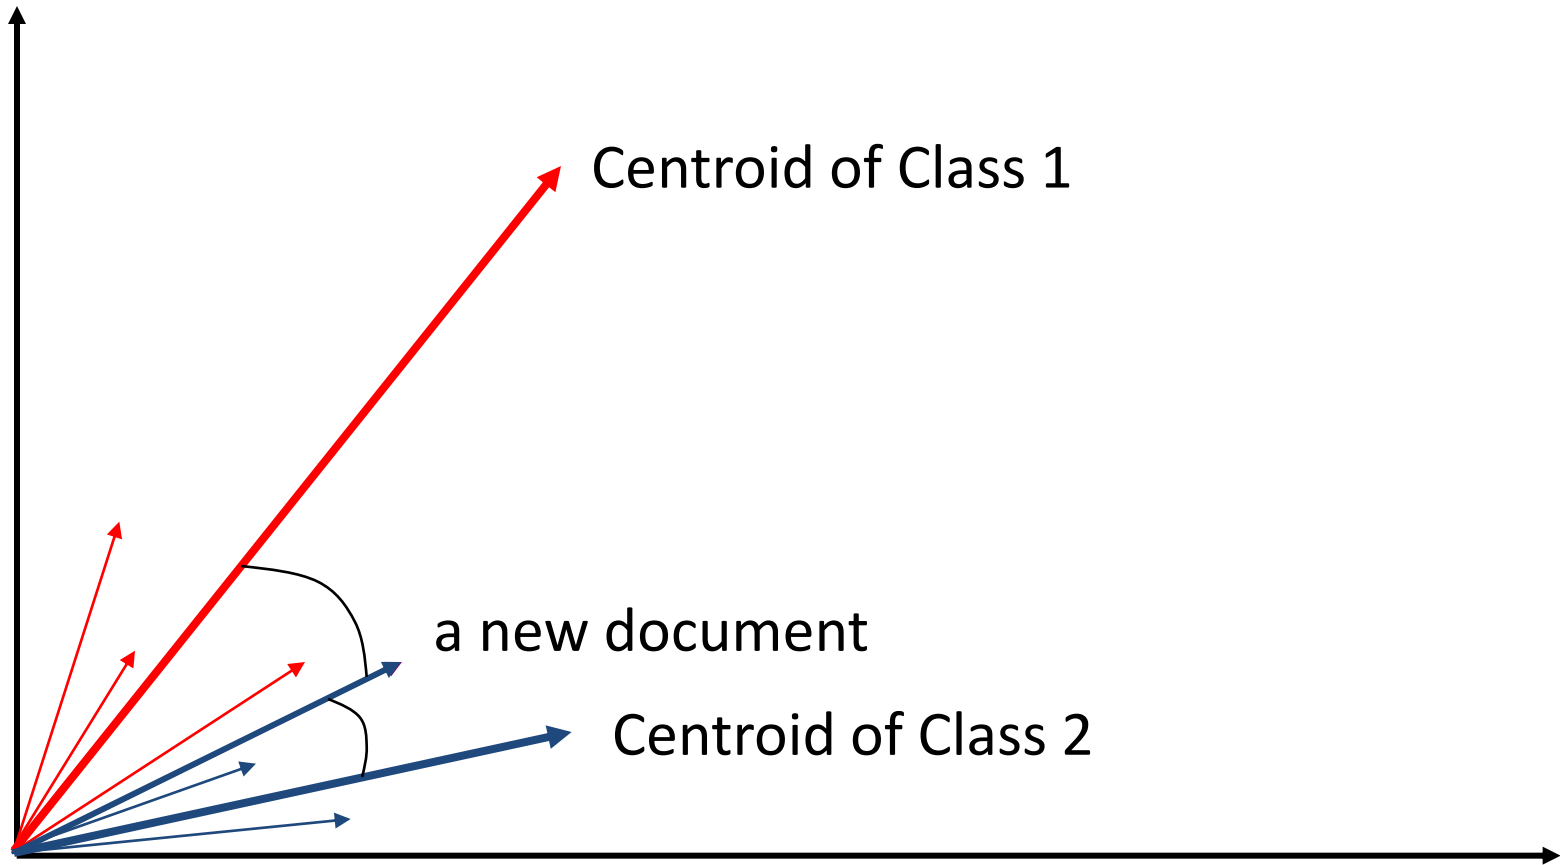 Centroid of Class 1
a new document
Centroid of Class 2